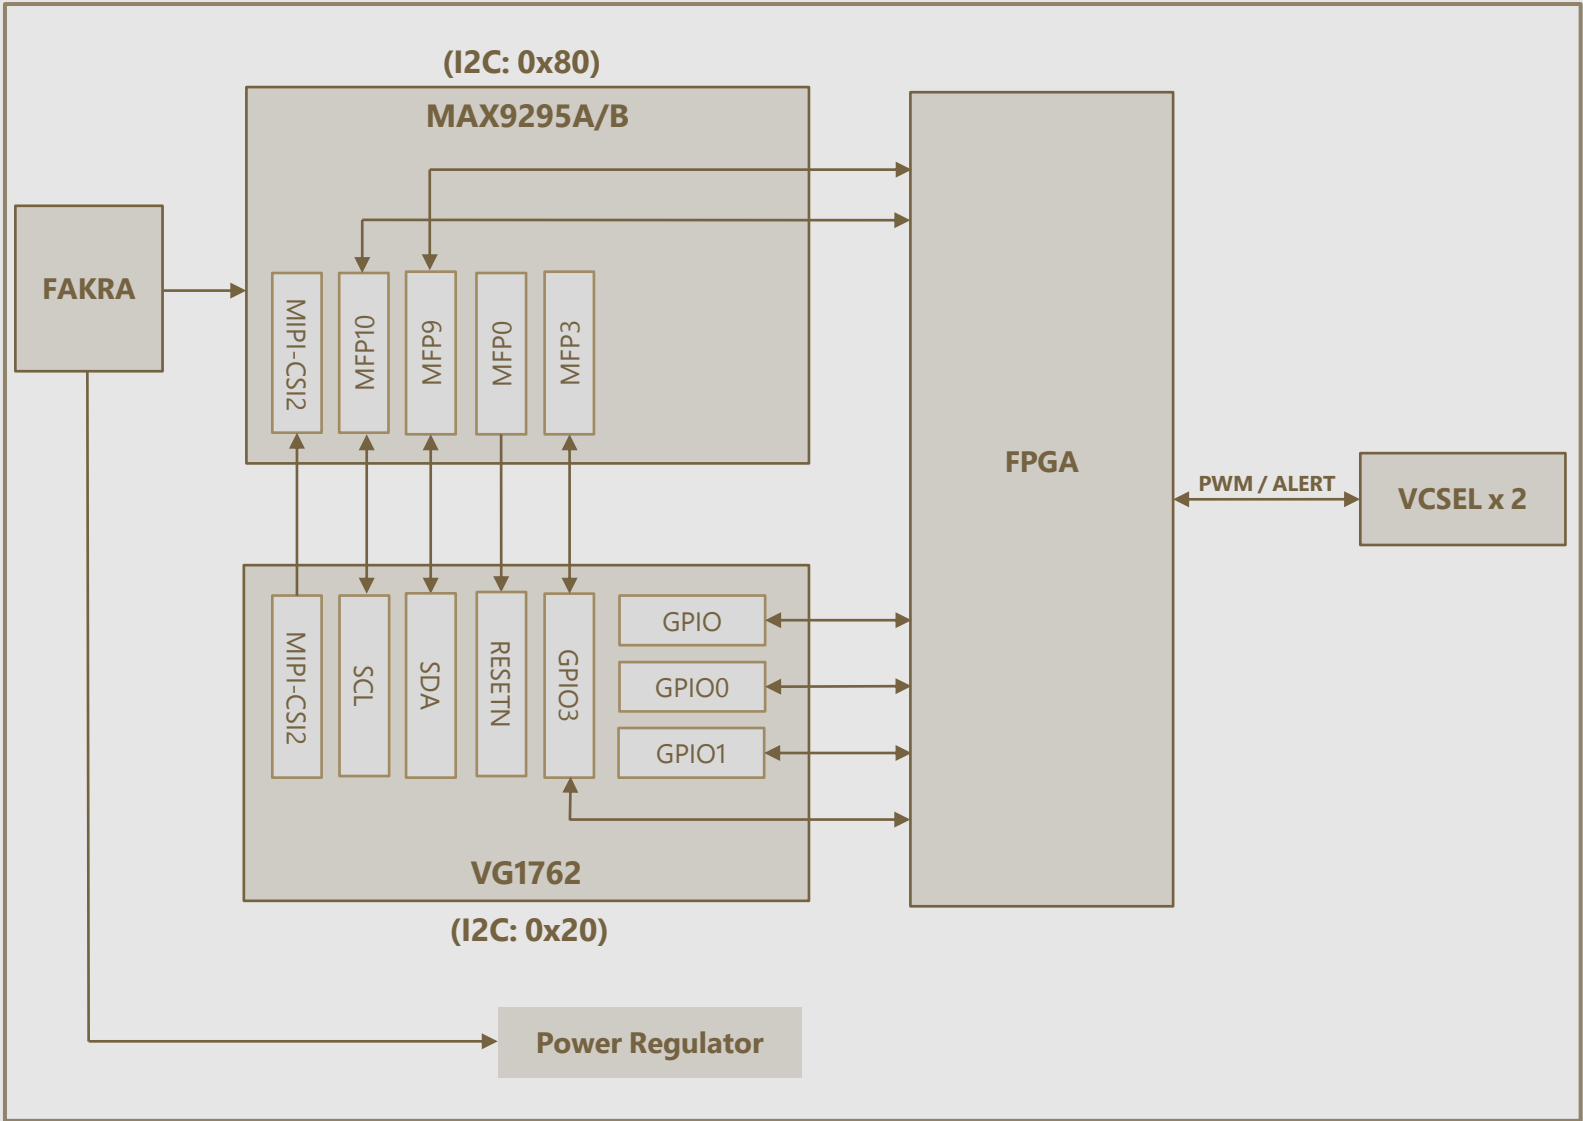 (I2C: 0x80)
MAX9295A/B
FAKRA
MIPI-CSI2
MFP10
MFP9
MFP0
MFP3
FPGA
PWM / ALERT
VCSEL x 2
MIPI-CSI2
SCL
SDA
RESETN
GPIO3
GPIO
GPIO0
GPIO1
VG1762
(I2C: 0x20)
Power Regulator